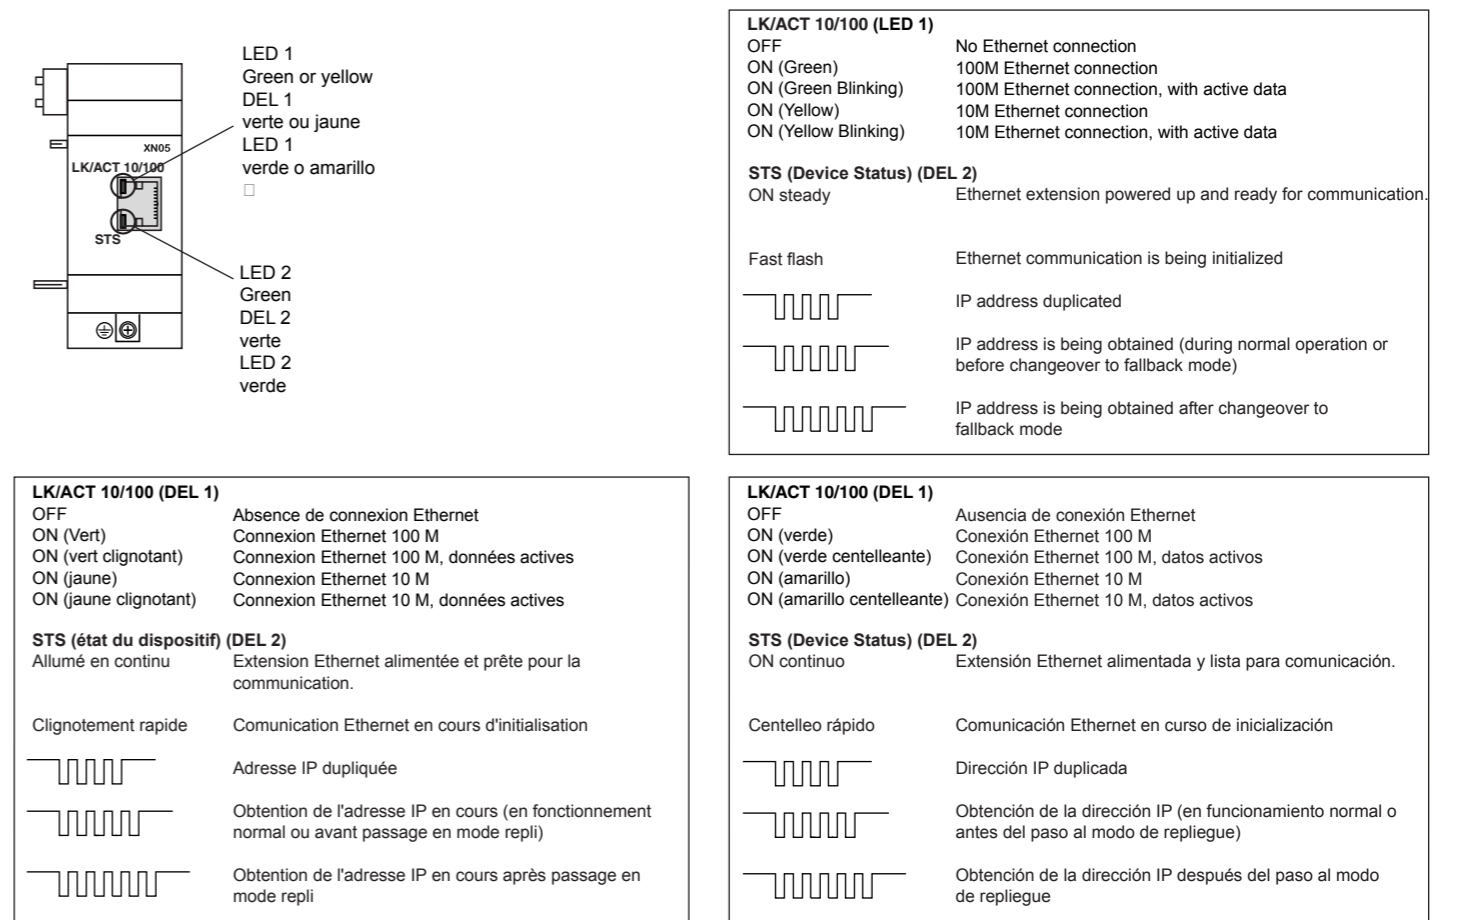 LED 1
Green or yellow
DEL 1
verte ou jaune
LED 1
verde o amarillo
XN05
LK/ACT 10/100
STS
LED 2
Green
DEL 2
verte
LED 2
verde
LK/ACT 10/100 (LED 1)
OFF No Ethernet connection
ON (Green) 100M Ethernet connection
ON (Green Blinking) 100M Ethernet connection, with active data
ON (Yellow) 10M Ethernet connection
ON (Yellow Blinking) 10M Ethernet connection, with active data
STS (Device Status) (DEL 2)
ON steady Ethernet extension powered up and ready for communication.
Fast flash Ethernet communication is being initialized
IP address duplicated
IP address is being obtained (during normal operation or
before changeover to fallback mode)
IP address is being obtained after changeover to
fallback mode
LK/ACT 10/100 (DEL 1)
OFF Absence de connexion Ethernet
ON (Vert) Connexion Ethernet 100 M
ON (vert clignotant) Connexion Ethernet 100 M, données actives
ON (jaune) Connexion Ethernet 10 M
ON (jaune clignotant) Connexion Ethernet 10 M, données actives
STS (état du dispositif) (DEL 2)
Allumé en continu Extension Ethernet alimentée et prête pour la
communication.
Clignotement rapide Comunication Ethernet en cours d'initialisation
Adresse IP dupliquée
Obtention de l'adresse IP en cours (en fonctionnement
normal ou avant passage en mode repli)
Obtention de l'adresse IP en cours après passage en
mode repli
LK/ACT 10/100 (DEL 1)
OFF Ausencia de conexión Ethernet
ON (verde) Conexión Ethernet 100 M
ON (verde centelleante) Conexión Ethernet 100 M, datos activos
ON (amarillo) Conexión Ethernet 10 M
ON (amarillo centelleante) Conexión Ethernet 10 M, datos activos
STS (Device Status) (DEL 2)
ON continuo Extensión Ethernet alimentada y lista para comunicación.
Centelleo rápido Comunicación Ethernet en curso de inicialización
Dirección IP duplicada
Obtención de la dirección IP (en funcionamiento normal o
antes del paso al modo de repliegue)
Obtención de la dirección IP después del paso al modo
de repliegue